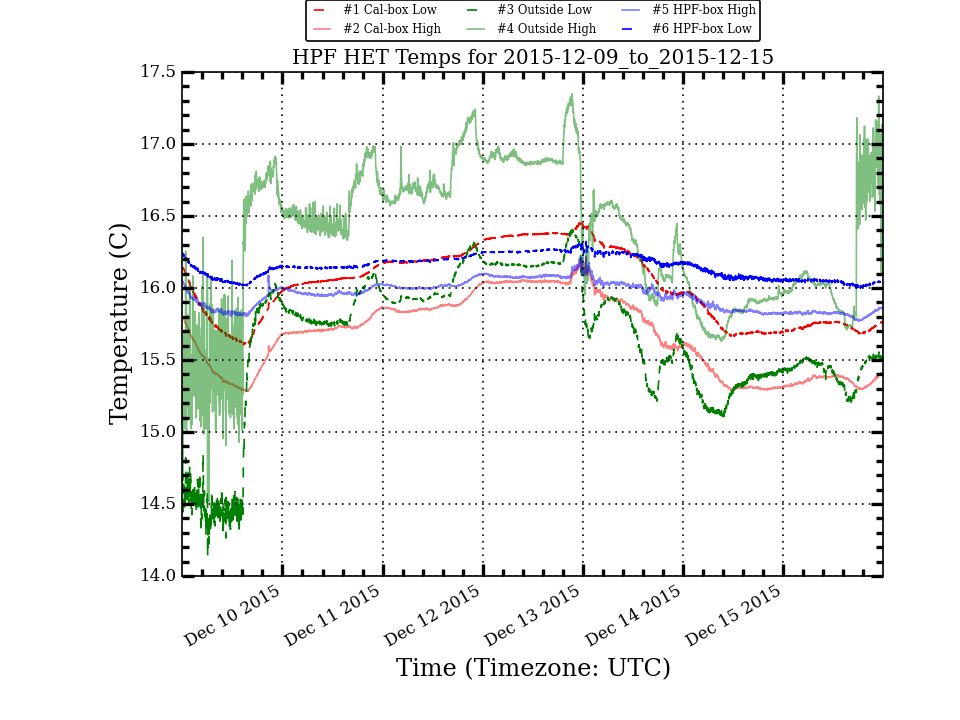 #1 Cal-box Low #3 Outside Low #5 HPF-box High
#2 Cal-box High #4 Outside High #6 HPF-box Low
HPF HET Temps for 2015-12-09_to_2015-12-15
17.5
17.0
16.5
16.0
15.5
15.0
14.5
14.0
Temperature (C)
Dec 10 2015 Dec 11 2015 Dec 12 2015 Dec 13 2015 Dec 14 2015 Dec 15 2015
Time (Timezone: UTC)